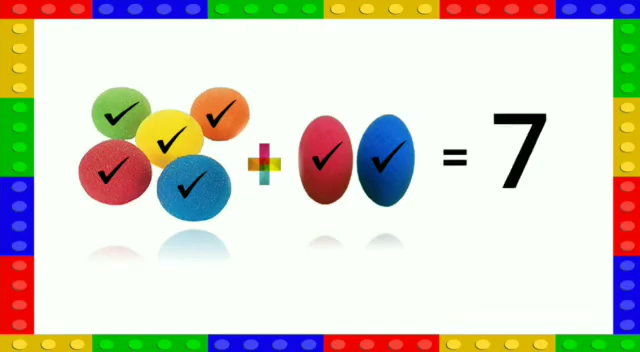 + = 7